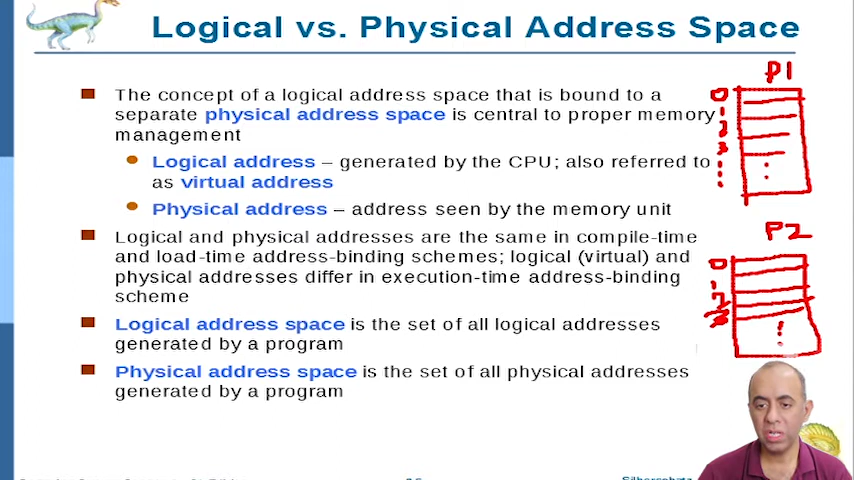 Logical vs. Physical Address Space
The concept of a logical address space that is bound to a
separate physical address space is central to proper memory
management
Logical address – generated by the CPU; also referred to
as virtual address
Physical address – address seen by the memory unit
Logical and physical addresses are the same in compile-time
and load-time address-binding schemes; logical (virtual) and
physical addresses differ in execution-time address-binding
scheme
Logical address space is the set of all logical addresses
generated by a program
Physical address space is the set of all physical addresses
generated by a program
P1
0
1
2
3
P2
0
1
2